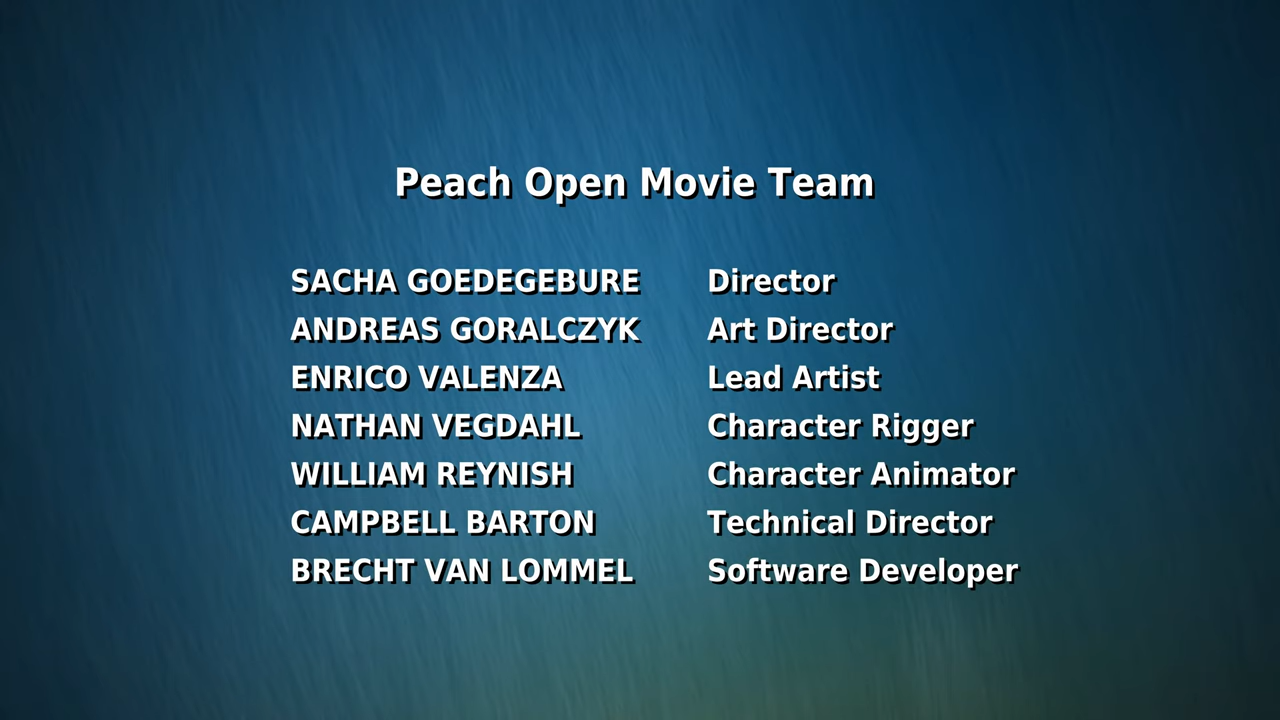 Peach Open Movie Team
SACHA GOEDEGEBURE Director
ANDREAS GORALCZYK Art Director
ENRICO VALENZA Lead Artist
NATHAN VEGDAHL Character Rigger
WILLIAM REYNISH Character Animator
CAMPBELL BARTON Technical Director
BRECHT VAN LOMMEL Software Developer